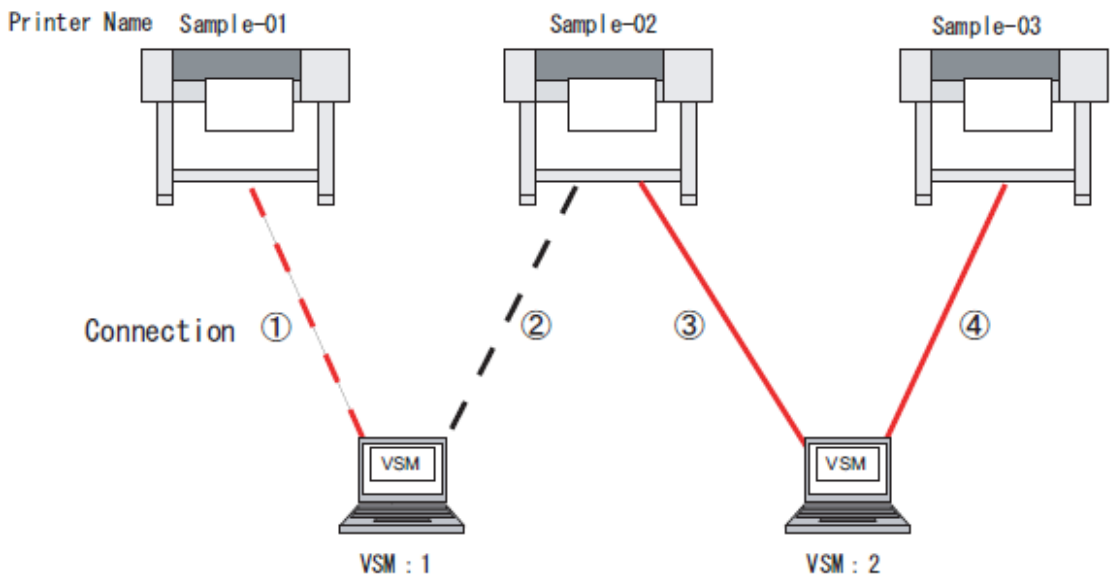 Printer Name Sample-01 Sample-02 Sample-03
Connection ① ② ③ ④
VSM VSM
VSM : 1 VSM : 2